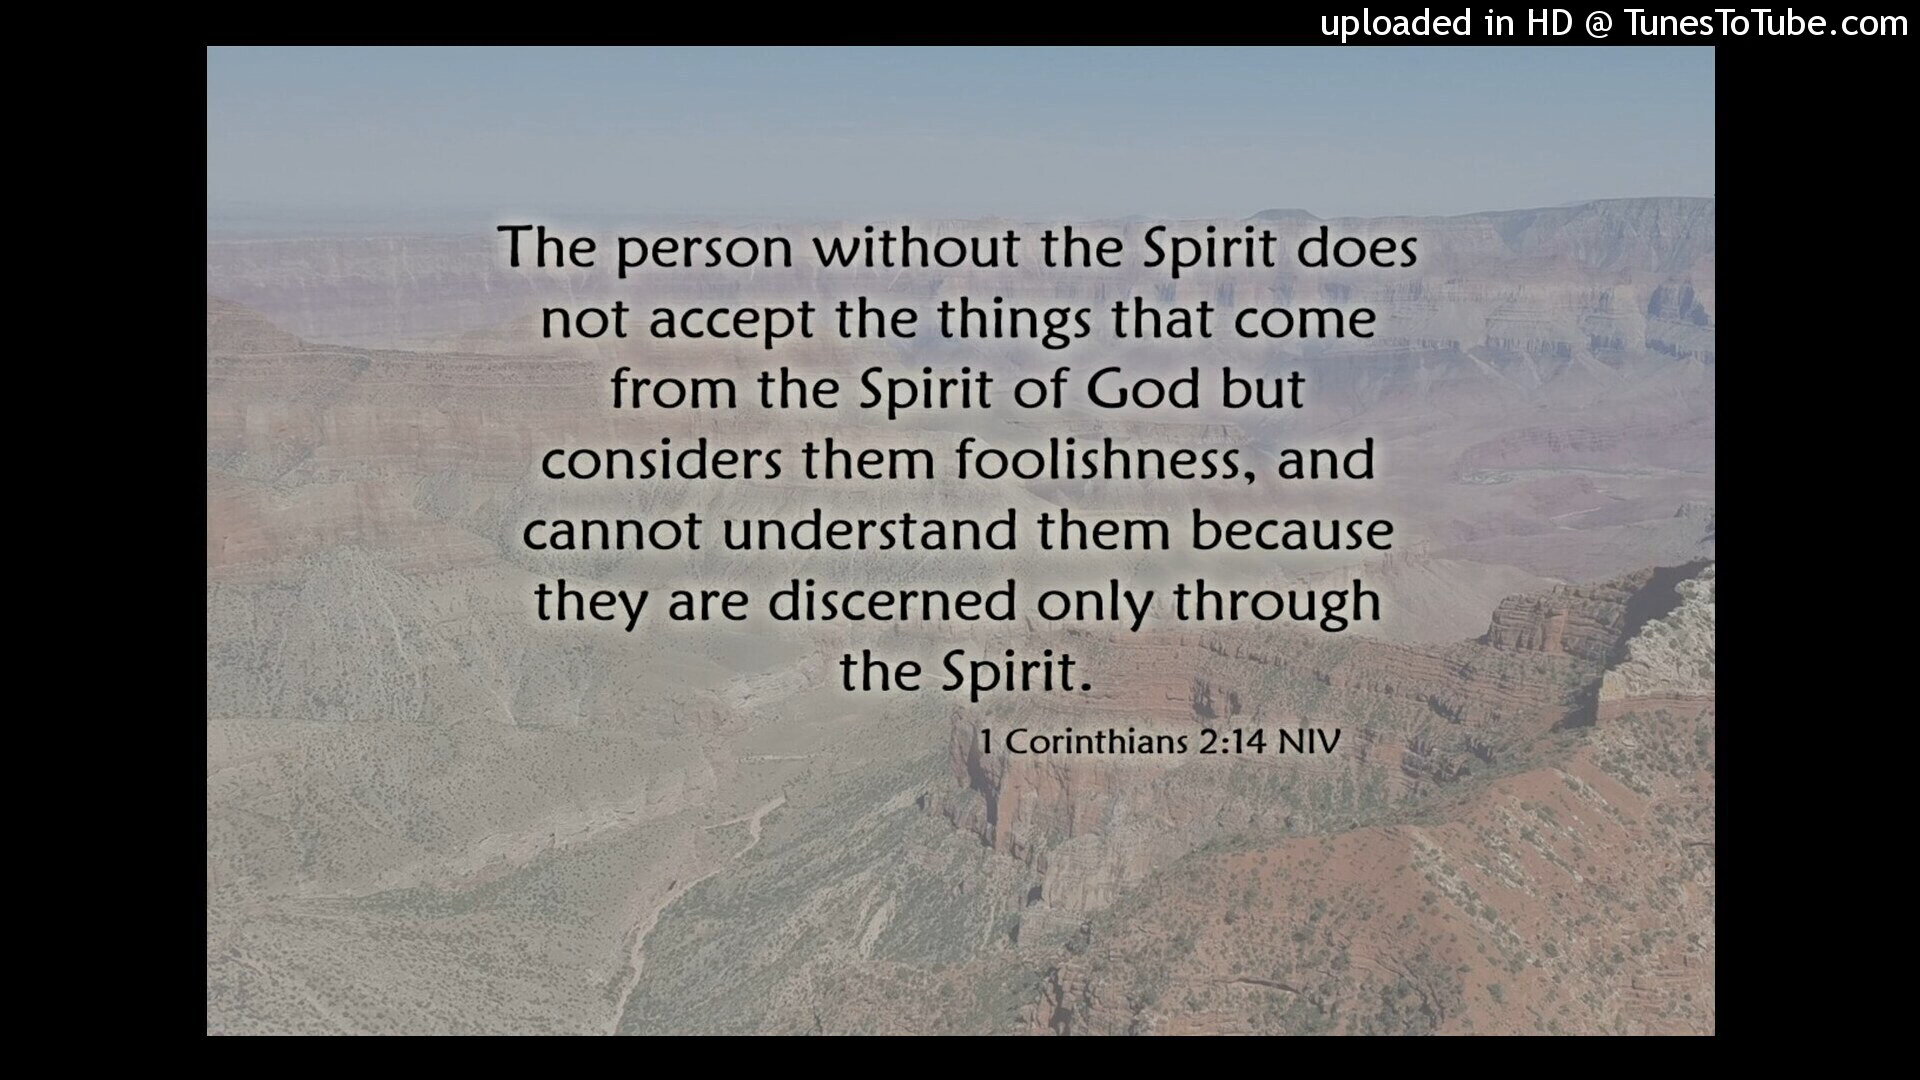 uploaded in HD @ TunesToTube.com
The person without the Spirit does
not accept the things that come
from the Spirit of God but
considers them foolishness, and
cannot understand them because
they are discerned only through
the Spirit.
1 Corinthians 2:14 NIV